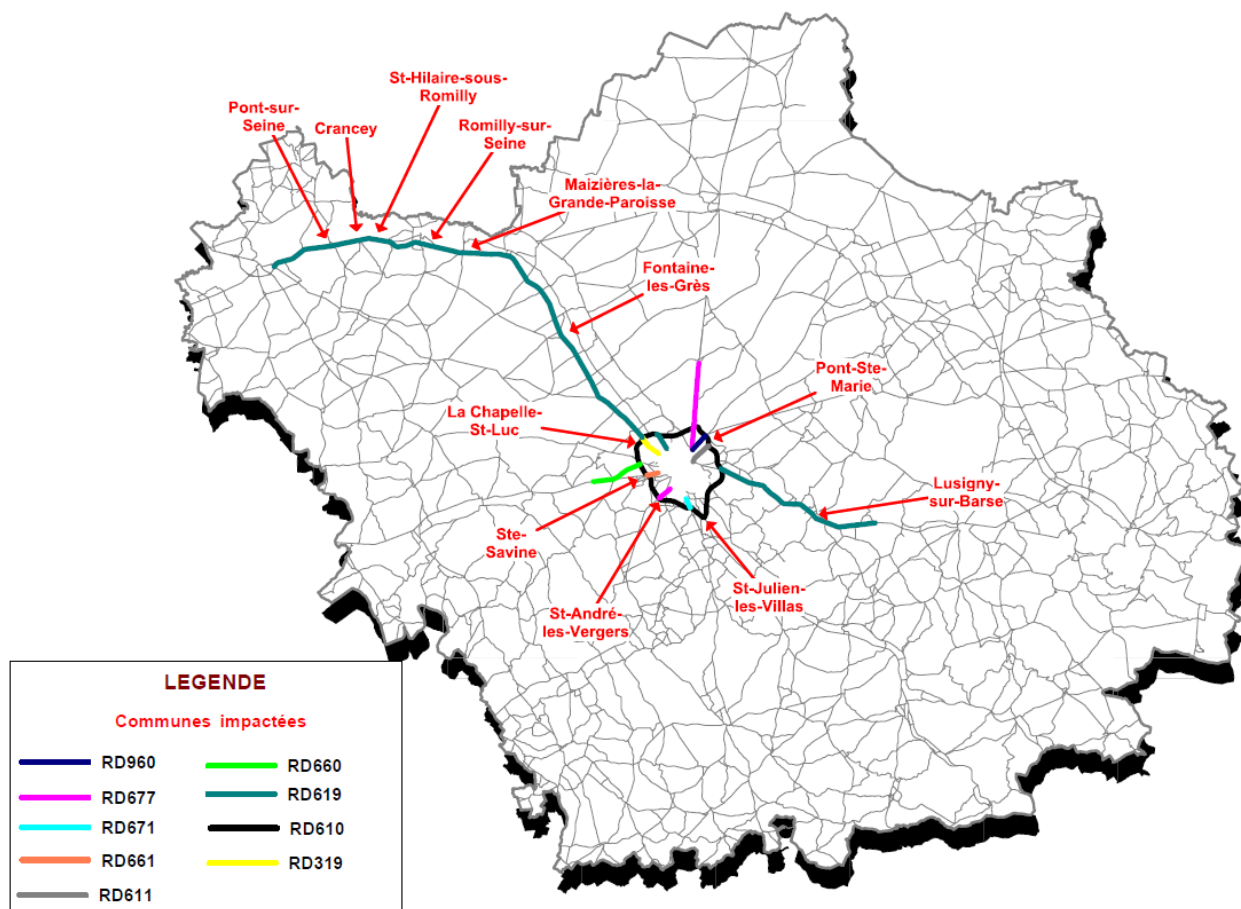 St-Hilaire-sous-
Romilly
Pont-sur-
Seine
Crancey
Romilly-sur-
Seine
Maizières-la-
Grande-Paroisse
Fontaine-
les-Grès
Pont-Ste-
Marie
La Chapelle-
St-Luc
Lusigny-
sur-Barse
Ste-
Savine
St-Julien-
les-Villas
St-André-
les-Vergers
LEGENDE
Communes impactées
RD960
RD660
RD677
RD619
RD671
RD610
RD661
RD319
RD611